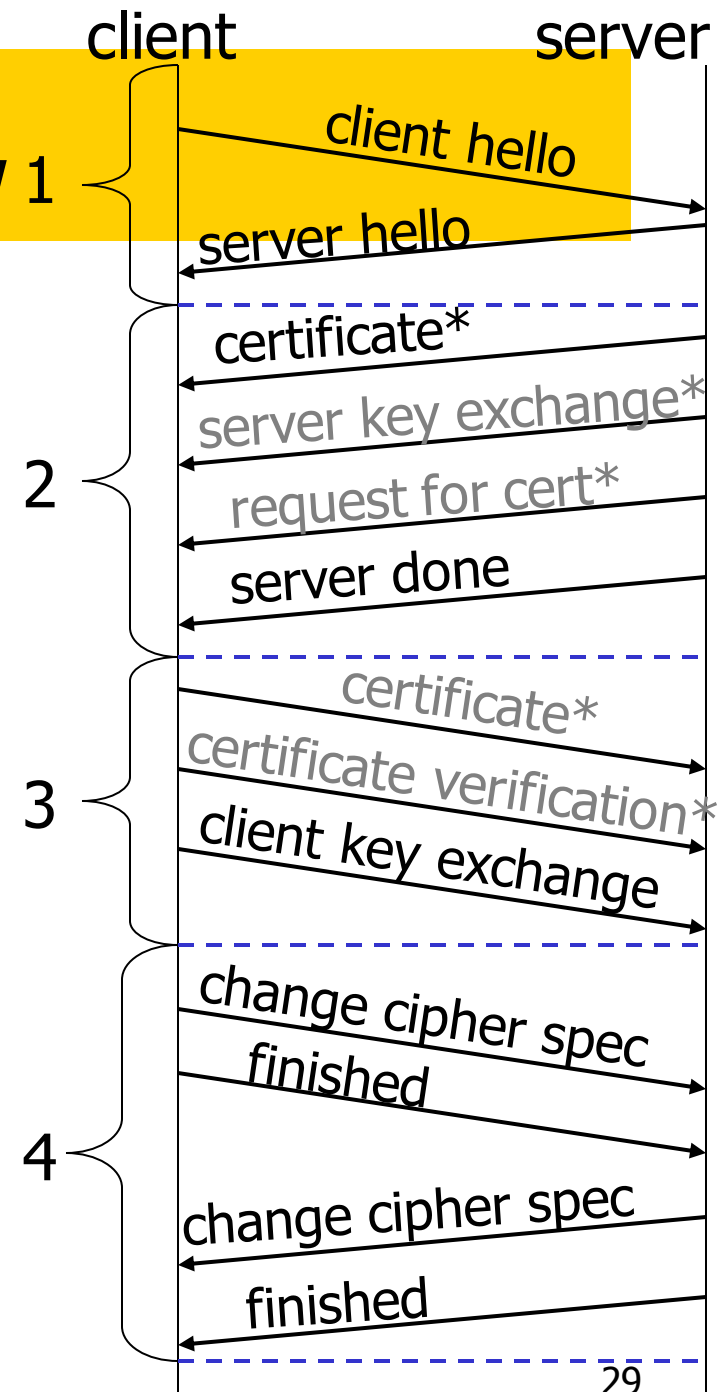 client server
client hello
1
server hello
certificate*
server key exchange*
2
request for cert*
server done
certificate*
certificate verification*
3
client key exchange
change cipher spec
finished
4
change cipher spec
finished
29